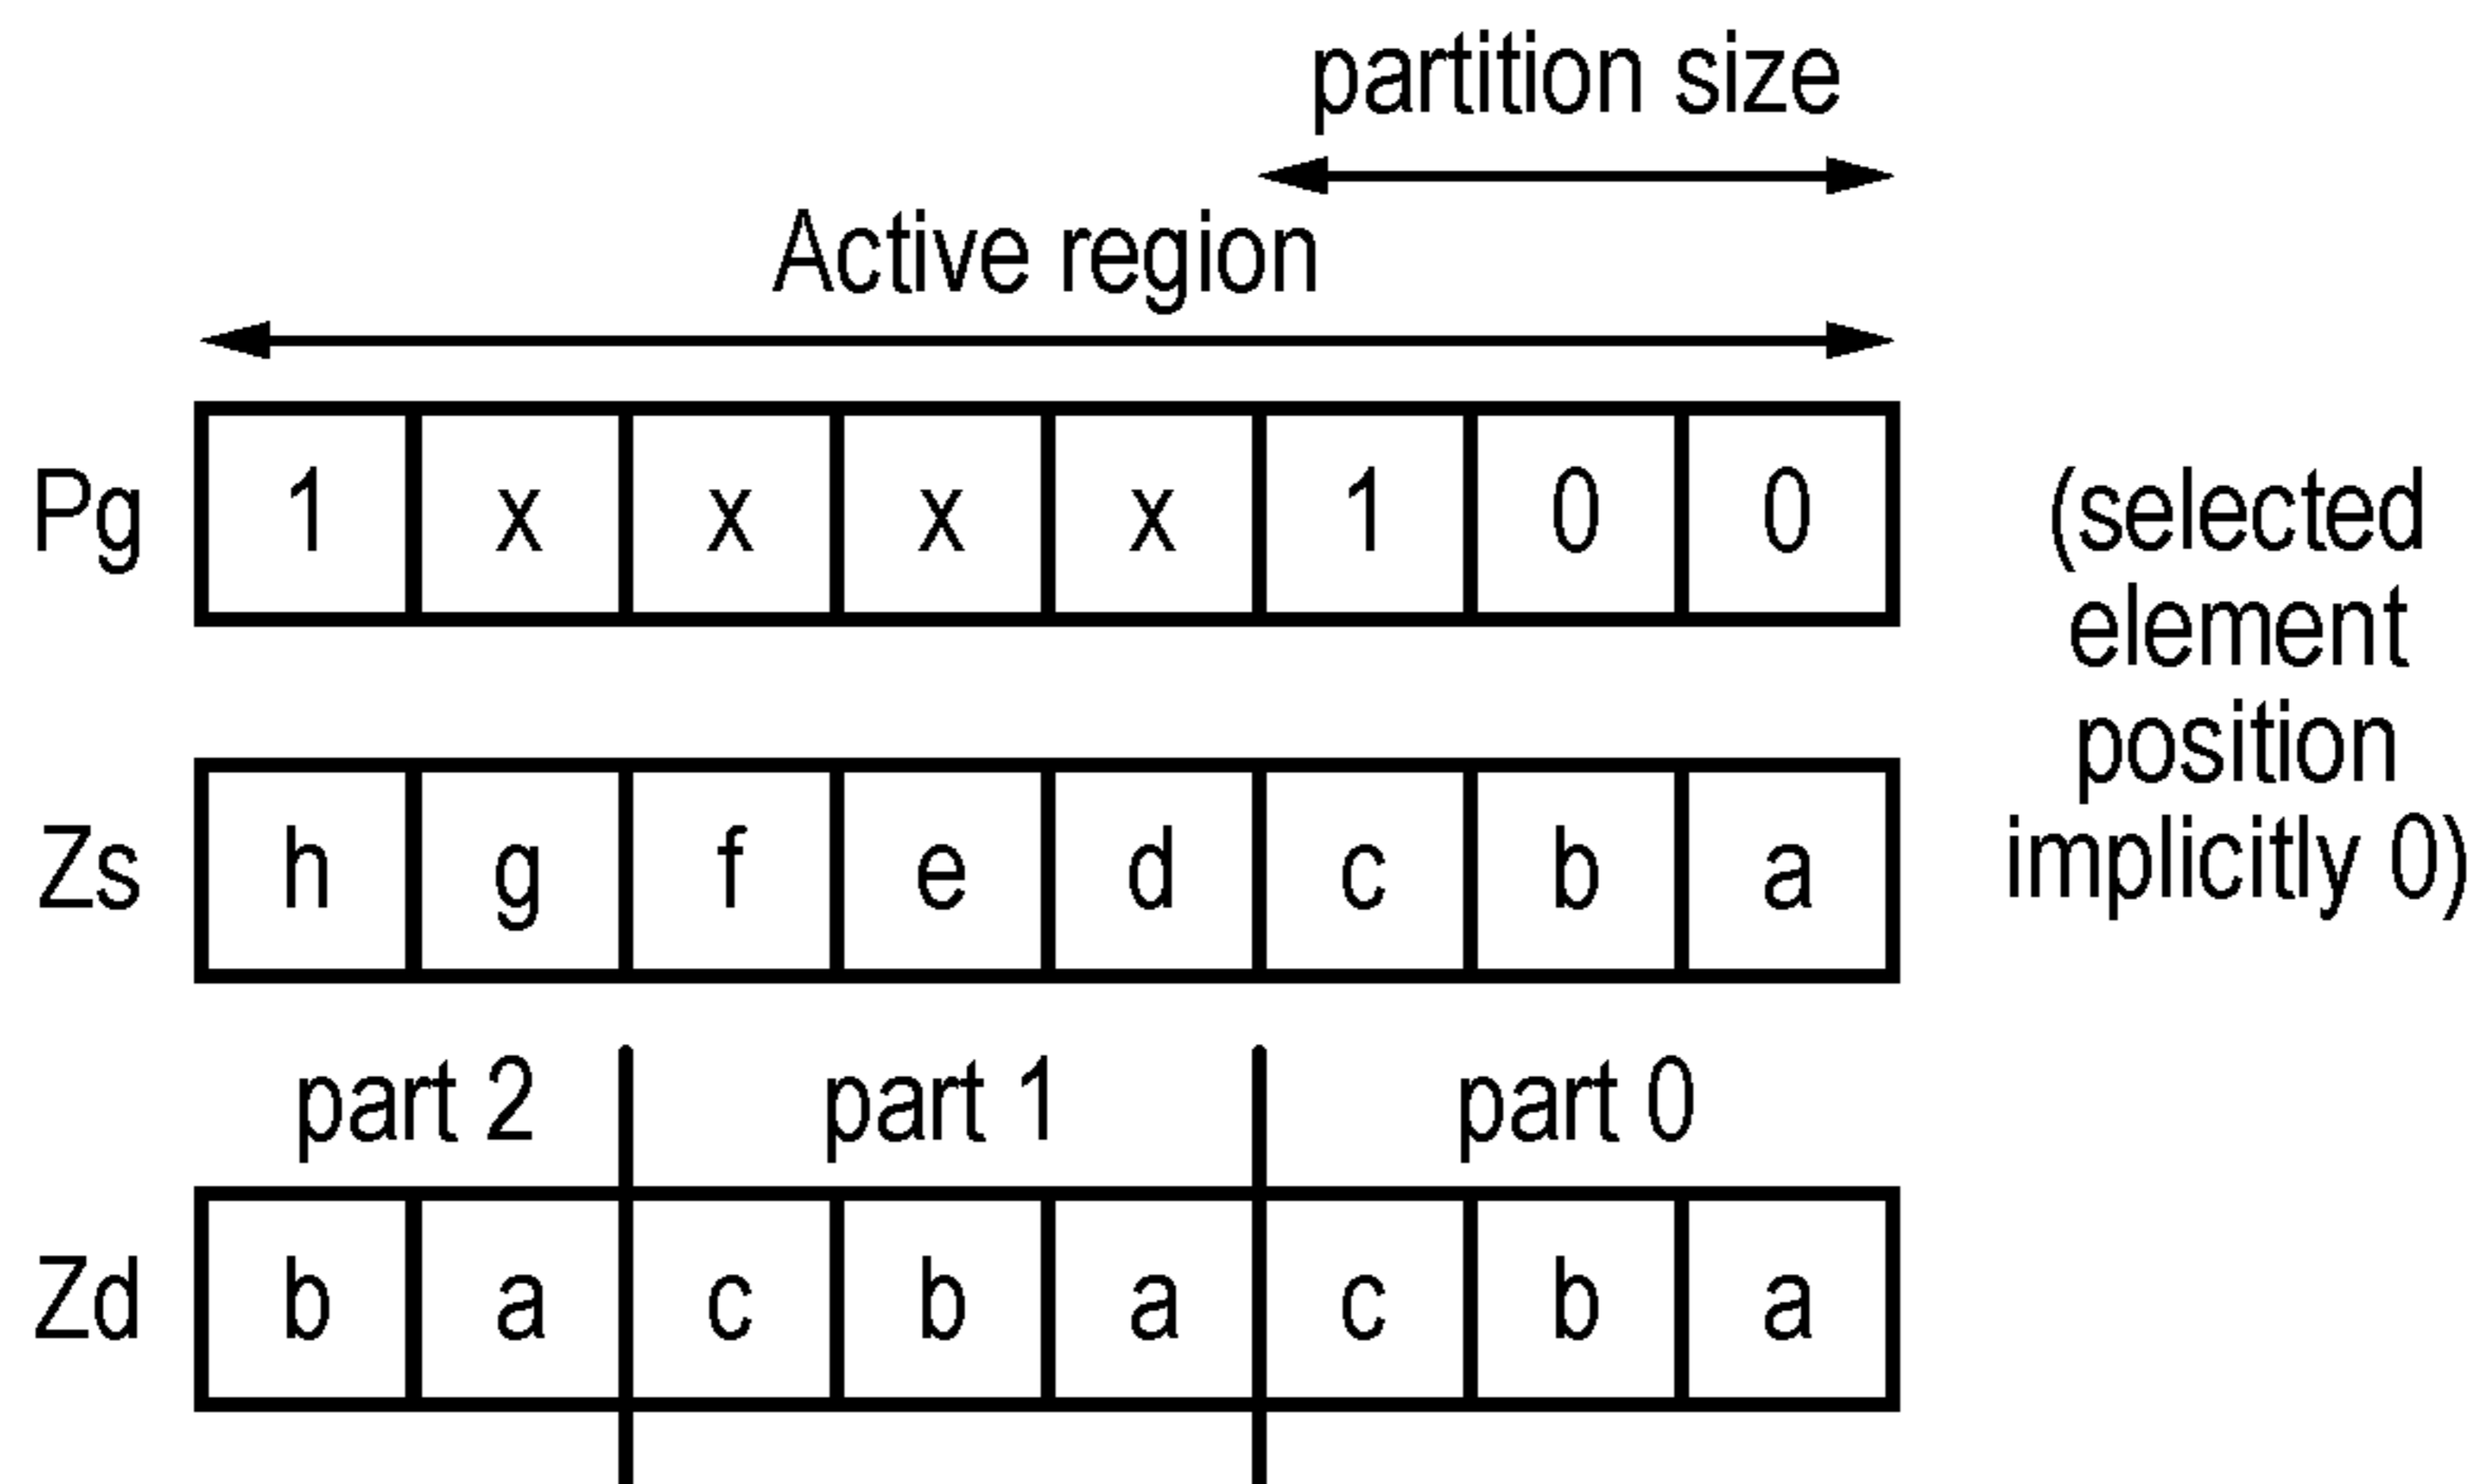 partition size
Active region
Pg 1 x x x x 1 0 0
(selected
element
position
implicitly 0)
Zs h g f e d c b a
part 2 part 1 part 0
Zd b a c b a c b a